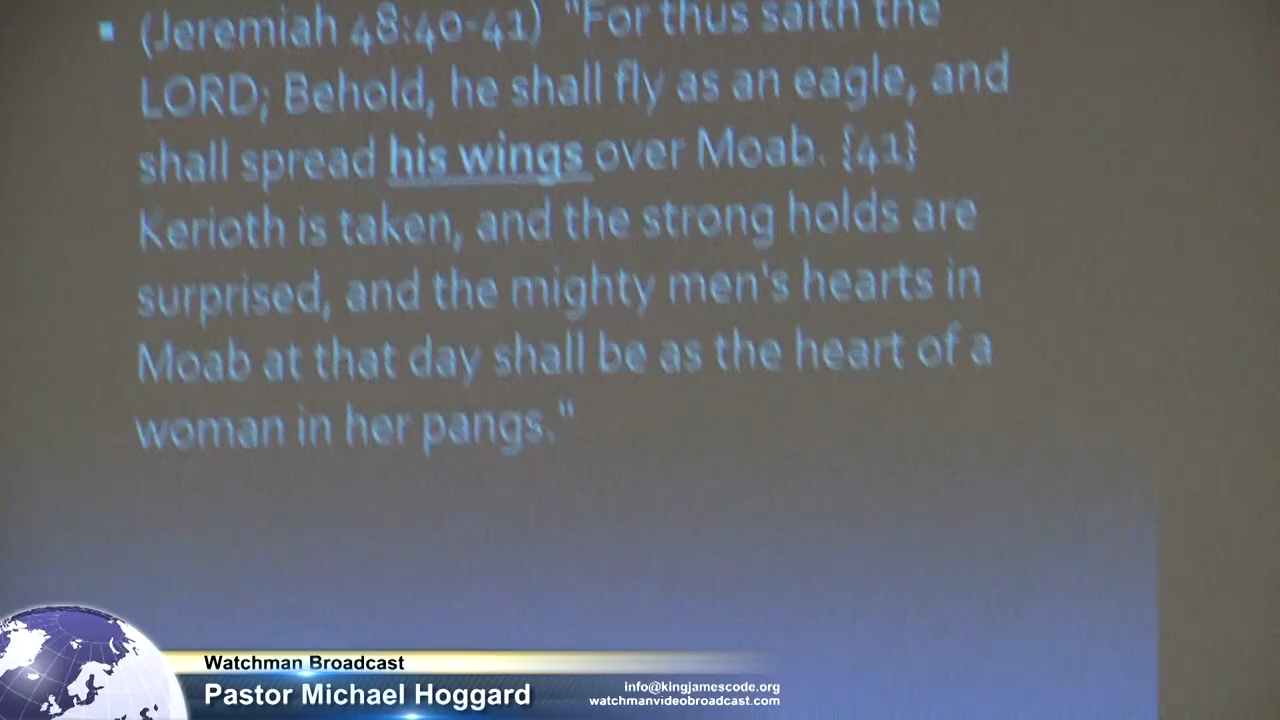 (Jeremiah 48:40-41) "For thus saith the
LORD; Behold, he shall fly as an eagle, and
shall spread his wings over Moab. {41}
Kerioth is taken, and the strong holds are
surprised, and the mighty men's hearts in
Moab at that day shall be as the heart of a
woman in her pangs."
Watchman Broadcast
Pastor Michael Hoggard
info@kingjamescode.org
watchmanvideobroadcast.com